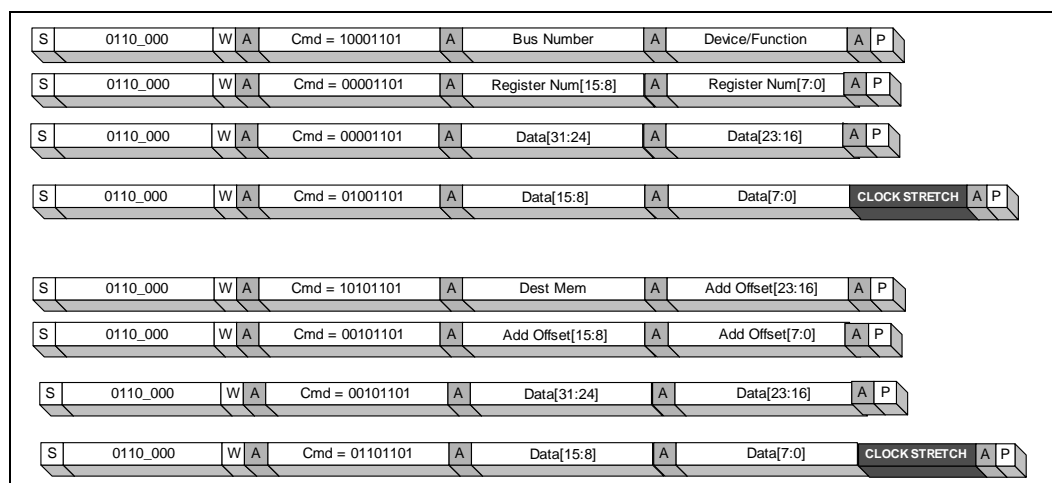 S 0110_000 W A Cmd = 10001101 A Bus Number A Device/Function A P
S 0110_000 W A Cmd = 00001101 A Register Num[15:8] A Register Num[7:0] A P
S 0110_000 W A Cmd = 00001101 A Data[31:24] A Data[23:16] A P
S 0110_000 W A Cmd = 01001101 A Data[15:8] A Data[7:0] CLOCK STRETCH A P
S 0110_000 W A Cmd = 10101101 A Dest Mem A Add Offset[23:16] A P
S 0110_000 W A Cmd = 00101101 A Add Offset[15:8] A Add Offset[7:0] A P
S 0110_000 W A Cmd = 00101101 A Data[31:24] A Data[23:16] A P
S 0110_000 W A Cmd = 01101101 A Data[15:8] A Data[7:0] CLOCK STRETCH A P